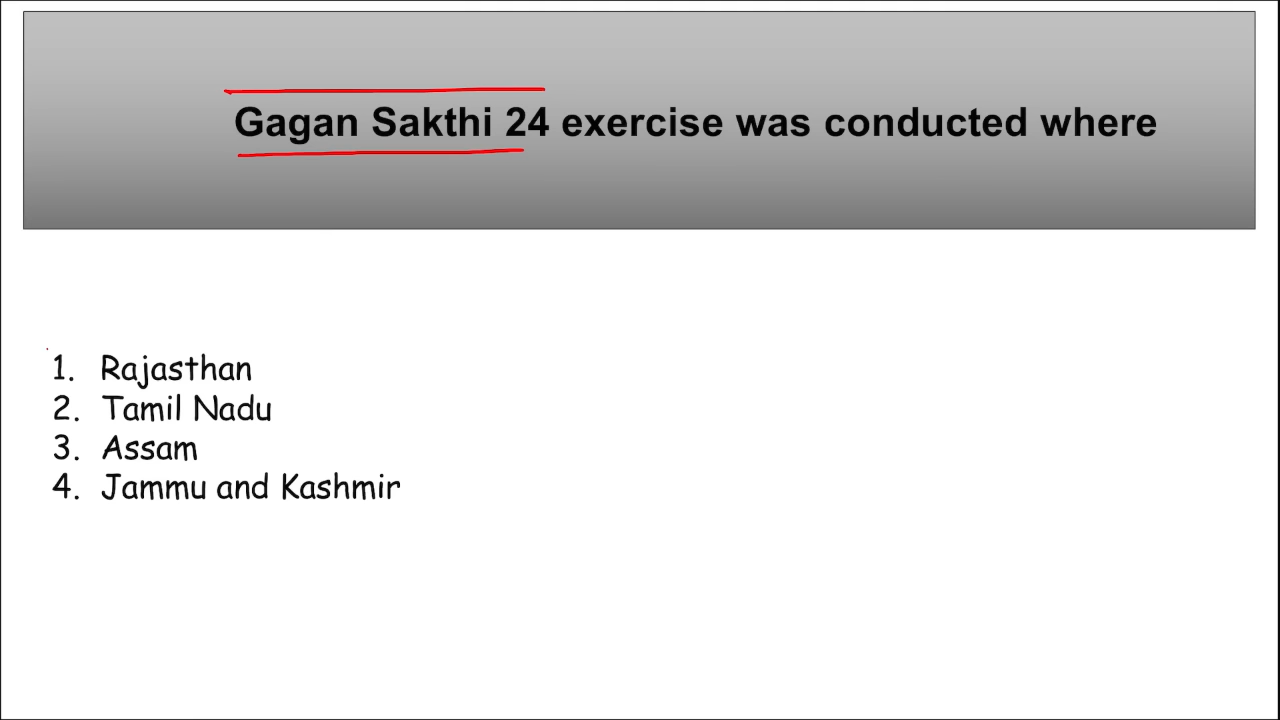 Gagan Sakthi 24 exercise was conducted where
1. Rajasthan
2. Tamil Nadu
3. Assam
4. Jammu and Kashmir